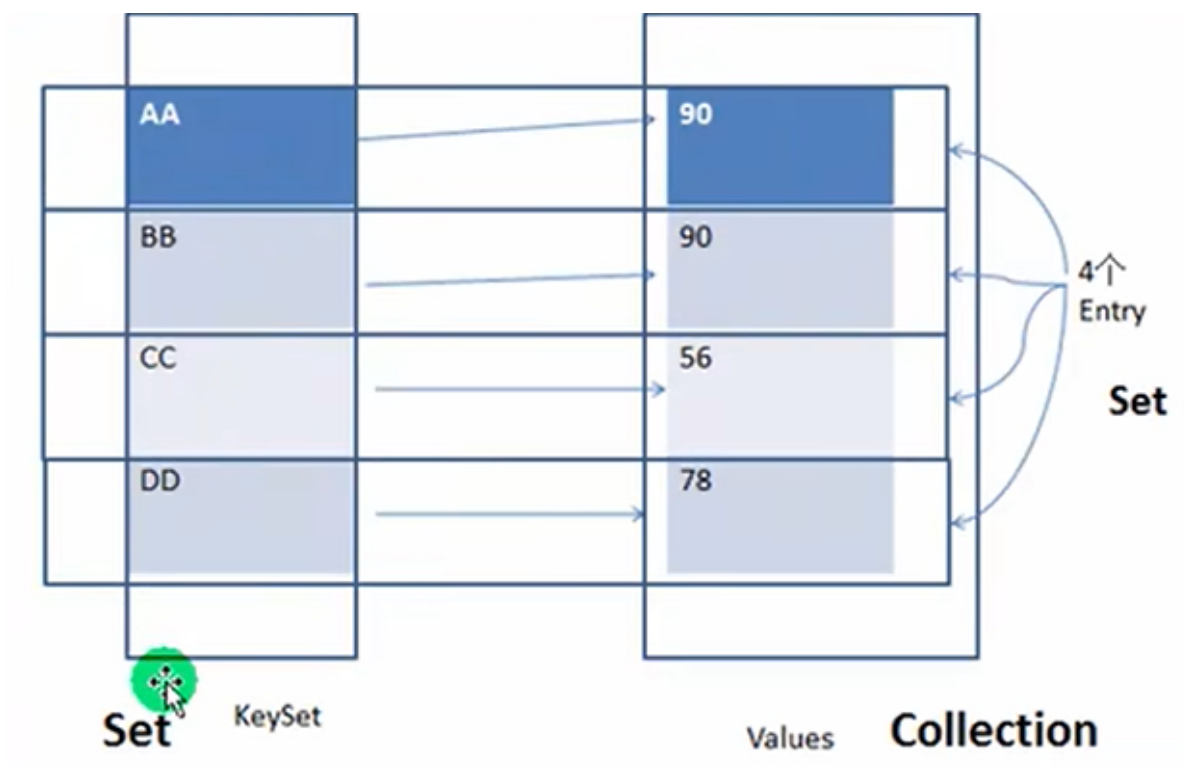 AA 90
BB 90
CC 56
DD 78
4个
Entry
Set
Set KeySet
Values Collection